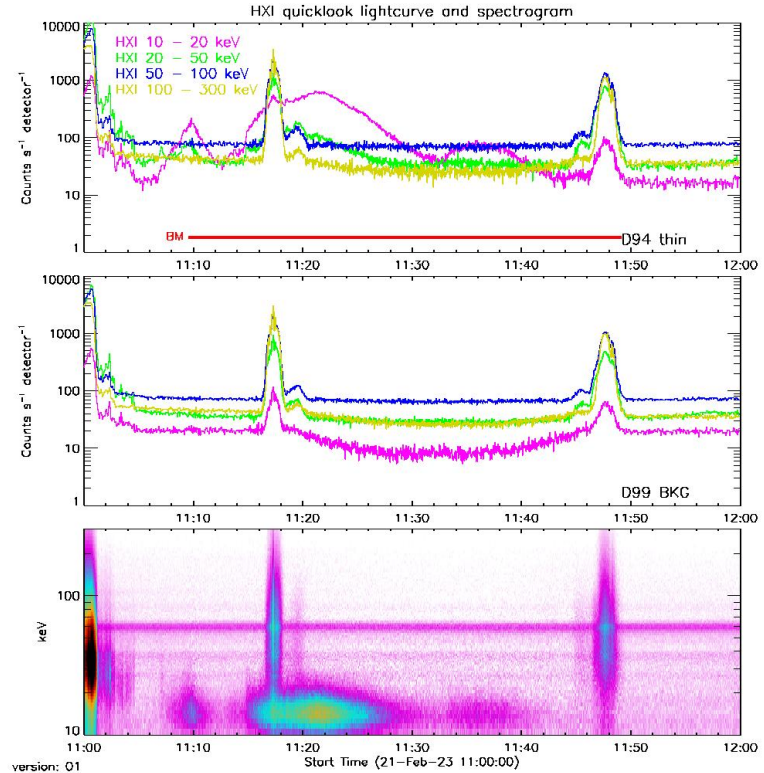 HXI quicklook lightcurve and spectrogram
HXI 10 - 20 keV
HXI 20 - 50 keV
HXI 50 - 100 keV
HXI 100 - 300 keV
10000
1000
100
10
1
Counts s⁻¹ detector⁻¹
BM
D94 thin
11:10 11:20 11:30 11:40 11:50 12:00
10000
1000
100
10
1
Counts s⁻¹ detector⁻¹
D99 BKG
11:10 11:20 11:30 11:40 11:50 12:00
100
10
keV
11:00 11:10 11:20 11:30 11:40 11:50 12:00
Start Time (21-Feb-23 11:00:00)
version: 01